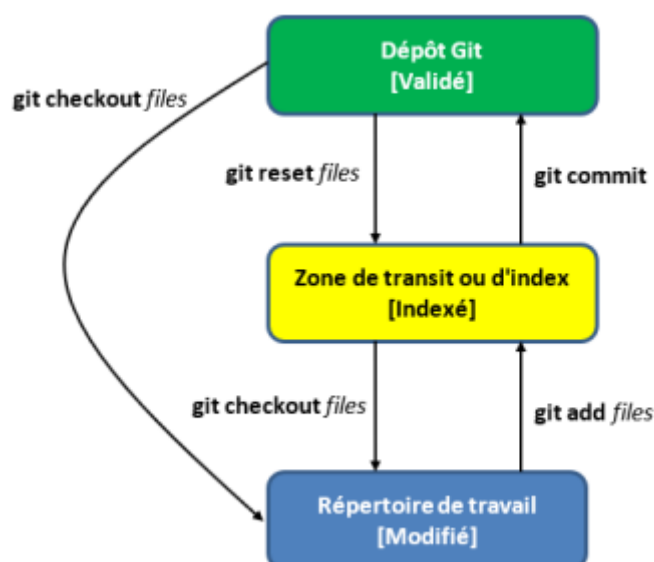 Dépôt Git
[Validé]
git checkout files
git reset files
git commit
Zone de transit ou d'index
[Indexé]
git checkout files
git add files
Répertoire de travail
[Modifié]